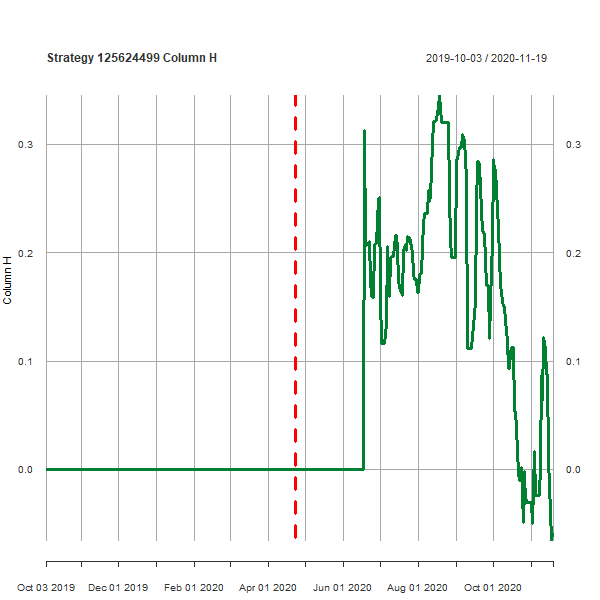 Strategy 125624499 Column H
2019-10-03 / 2020-11-19
0.3 0.3
0.2 0.2
Column H
0.1 0.1
0.0 0.0
Oct 03 2019 Dec 01 2019 Feb 01 2020 Apr 01 2020 Jun 01 2020 Aug 01 2020 Oct 01 2020